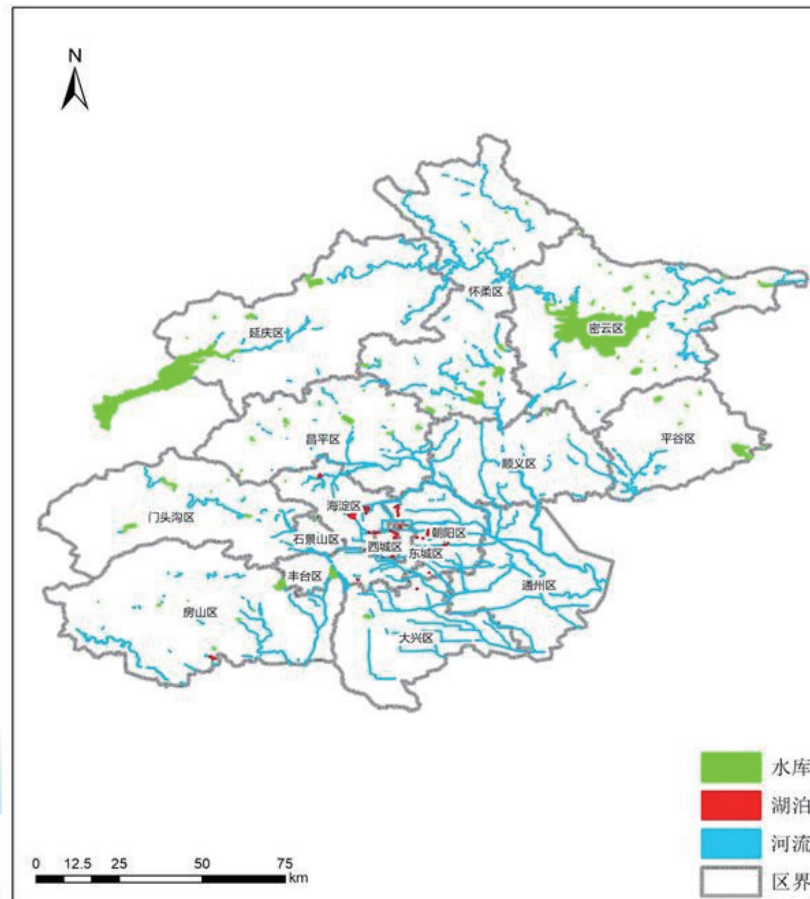 N
怀柔区
延庆区
密云区
昌平区
平谷区
顺义区
海淀区
门头沟区
朝阳区
石景山区
西城区
东城区
丰台区
通州区
房山区
大兴区
水库
湖泊
河流
区界
0 12.5 25 50 75
km